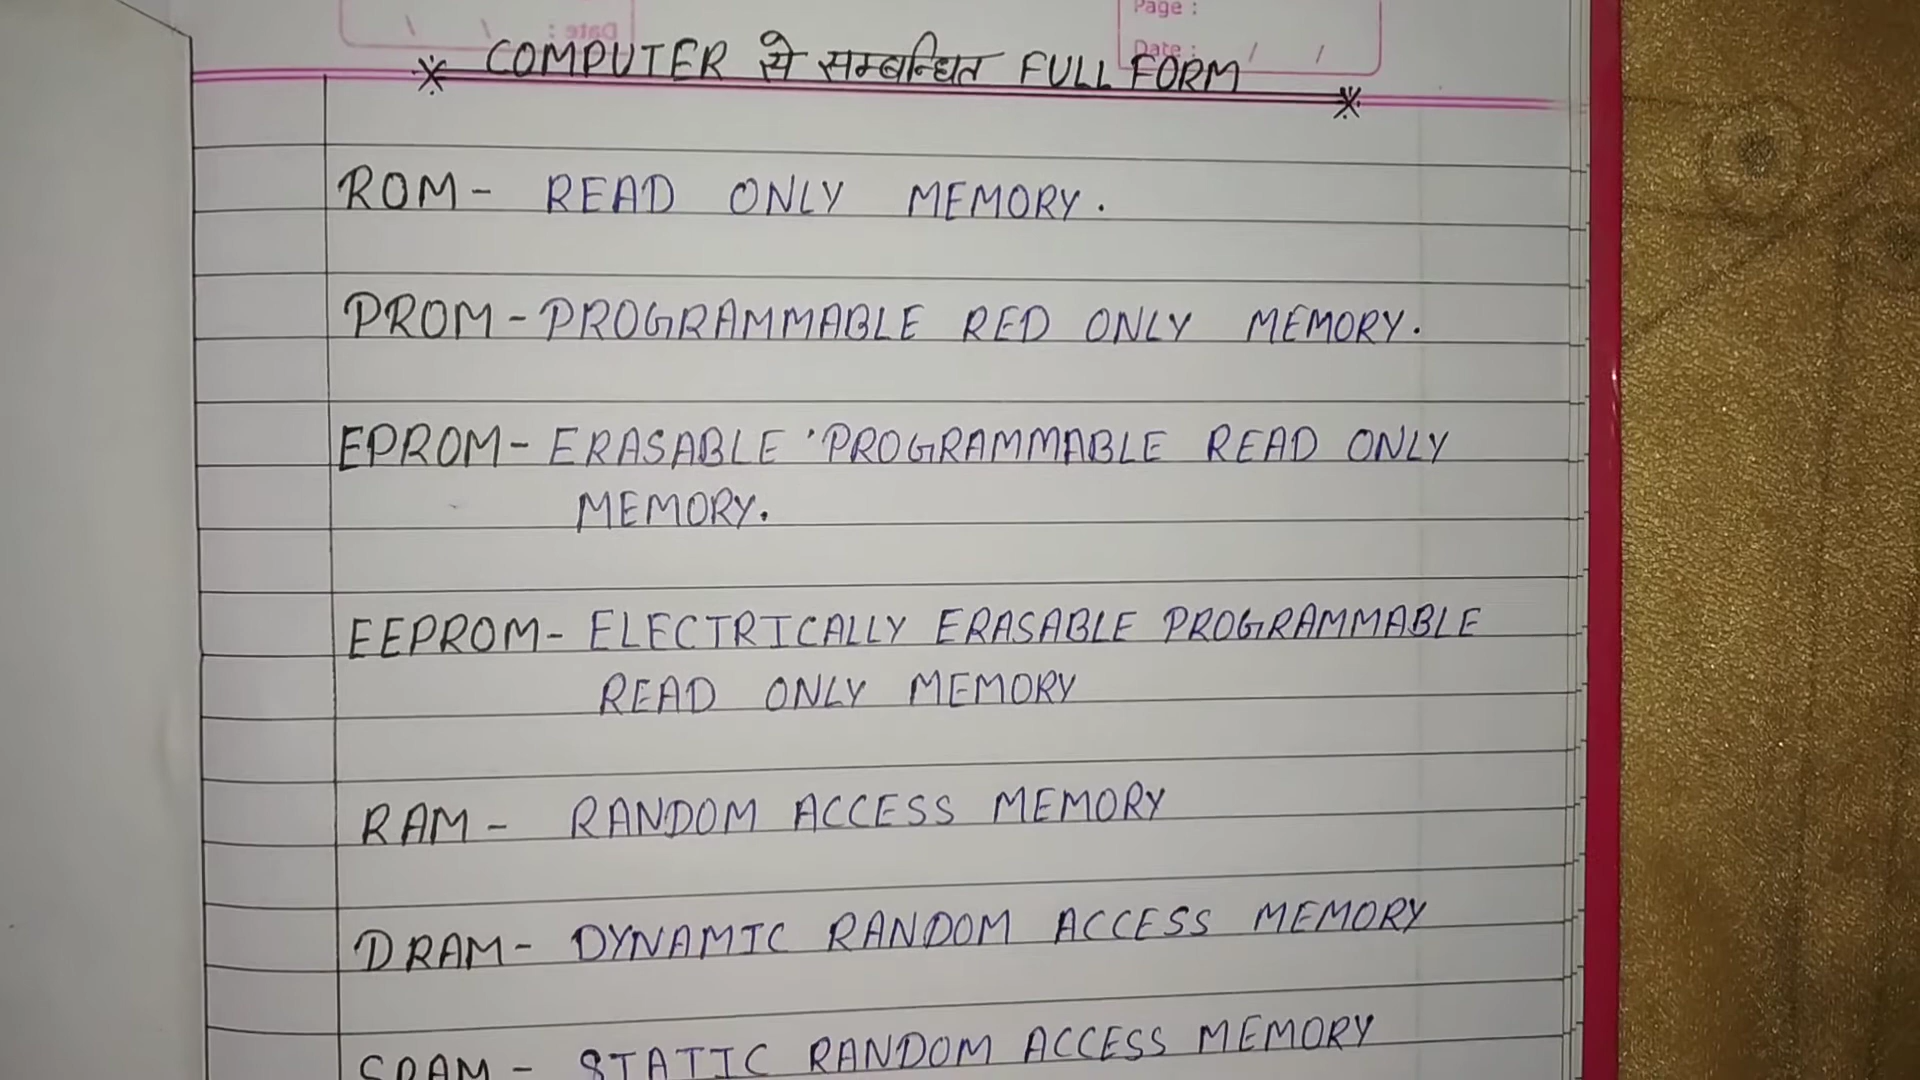 Page :
Date : / /
COMPUTER से सम्बन्धित FULL FORM
ROM - READ ONLY MEMORY.
PROM - PROGRAMMABLE RED ONLY MEMORY.
EPROM - ERASABLE PROGRAMMABLE READ ONLY
MEMORY.
EEPROM - ELECTRICALLY ERASABLE PROGRAMMABLE
READ ONLY MEMORY
RAM - RANDOM ACCESS MEMORY
DRAM - DYNAMIC RANDOM ACCESS MEMORY
SRAM - STATIC RANDOM ACCESS MEMORY